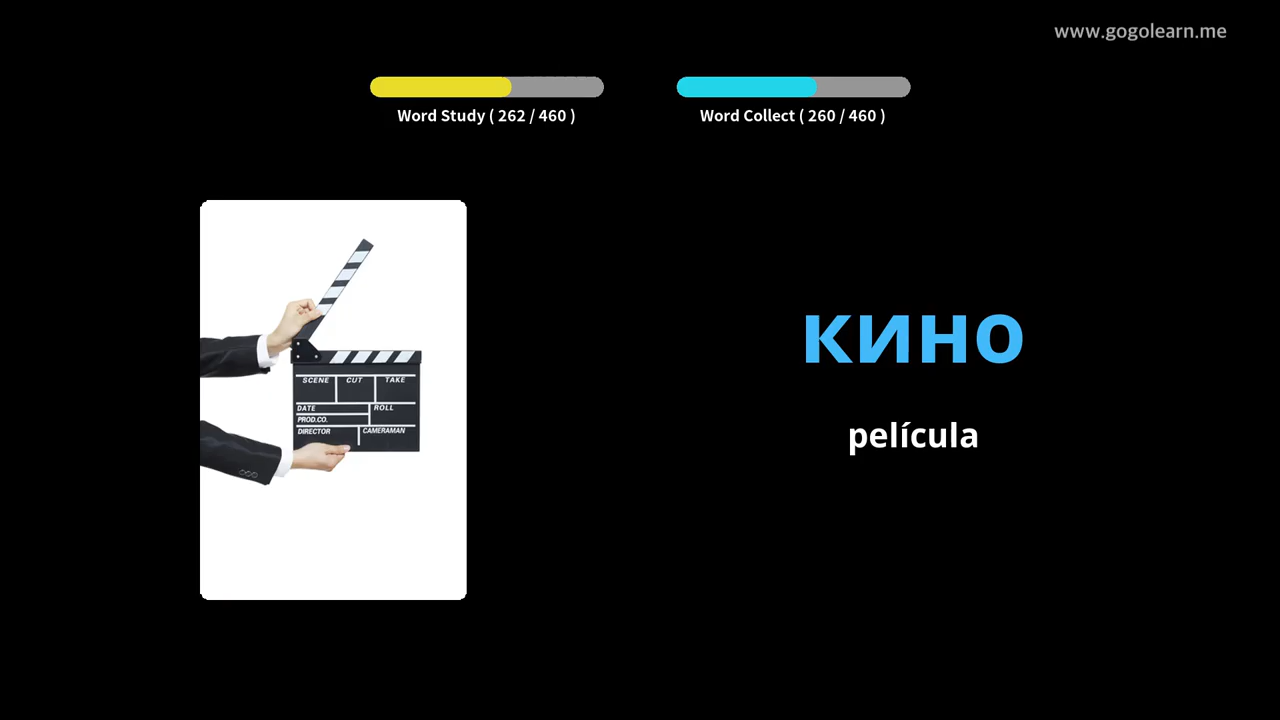 www.gogolearn.me
Word Study ( 262 / 460 )
Word Collect ( 260 / 460 )
SCENE CUT TAKE
DATE ROLL
PROD.CO.
DIRECTOR CAMERAMAN
кино
película